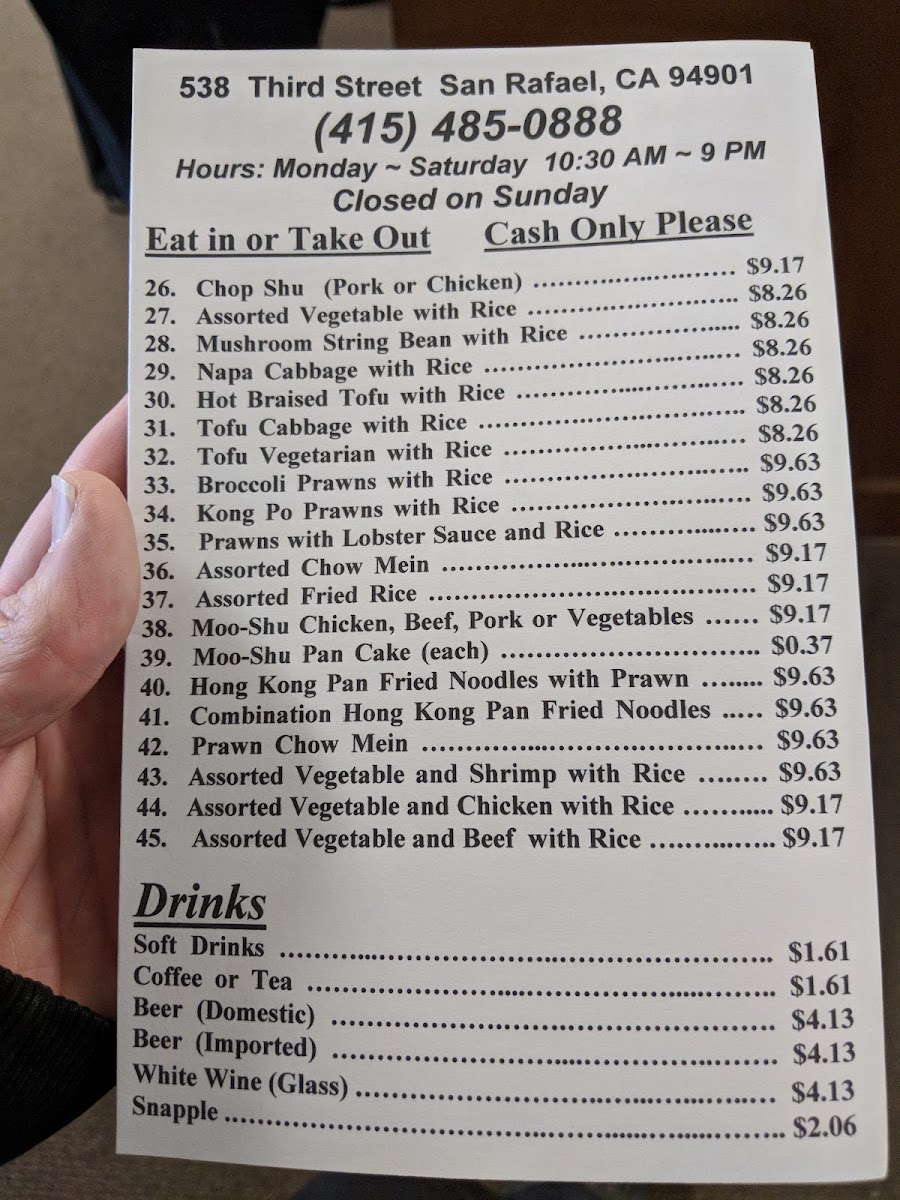 538 Third Street San Rafael, CA 94901
(415) 485-0888
Hours: Monday ~ Saturday 10:30 AM ~ 9 PM
Closed on Sunday
Eat in or Take Out Cash Only Please
26. Chop Shu (Pork or Chicken) ........................... $9.17
27. Assorted Vegetable with Rice ........................... $8.26
28. Mushroom String Bean with Rice ..................... $8.26
29. Napa Cabbage with Rice ................................. $8.26
30. Hot Braised Tofu with Rice ............................. $8.26
31. Tofu Cabbage with Rice .................................. $8.26
32. Tofu Vegetarian with Rice ............................... $8.26
33. Broccoli Prawns with Rice ............................... $9.63
34. Kong Po Prawns with Rice ............................... $9.63
35. Prawns with Lobster Sauce and Rice .................. $9.63
36. Assorted Chow Mein ....................................... $9.17
37. Assorted Fried Rice ......................................... $9.17
38. Moo-Shu Chicken, Beef, Pork or Vegetables ...... $9.17
39. Moo-Shu Pan Cake (each) ................................. $0.37
40. Hong Kong Pan Fried Noodles with Prawn ........ $9.63
41. Combination Hong Kong Pan Fried Noodles ..... $9.63
42. Prawn Chow Mein ........................................... $9.63
43. Assorted Vegetable and Shrimp with Rice ........ $9.63
44. Assorted Vegetable and Chicken with Rice ........... $9.17
45. Assorted Vegetable and Beef with Rice ............... $9.17
Drinks
Soft Drinks ............................................................ $1.61
Coffee or Tea ......................................................... $1.61
Beer (Domestic) ...................................................... $4.13
Beer (Imported) ...................................................... $4.13
White Wine (Glass) .................................................. $4.13
Snapple ................................................................. $2.06